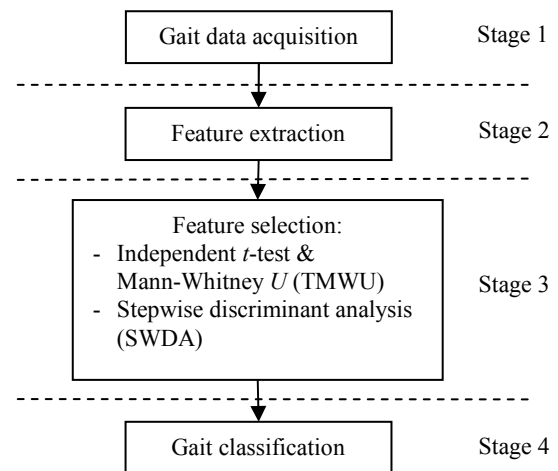 Gait data acquisition
Stage 1
Feature extraction
Stage 2
Feature selection:
- Independent t-test &
Mann-Whitney U (TMWU)
- Stepwise discriminant analysis
(SWDA)
Stage 3
Gait classification
Stage 4